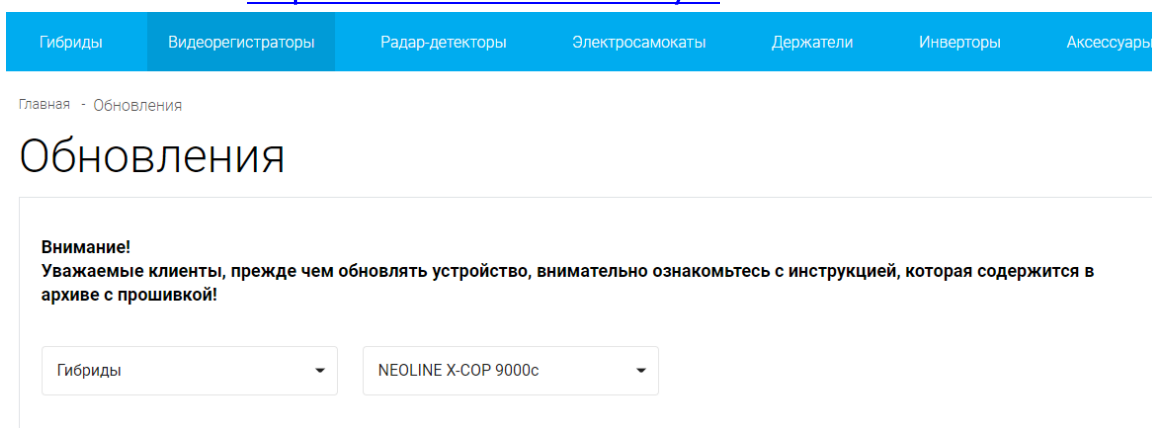 Гибриды Видеорегистраторы Радар-детекторы Электросамокаты Держатели Инверторы Аксессуары
Главная - Обновления
Обновления
Внимание!
Уважаемые клиенты, прежде чем обновлять устройство, внимательно ознакомьтесь с инструкцией, которая содержится в
архиве с прошивкой!
Гибриды NEOLINE X-COP 9000c